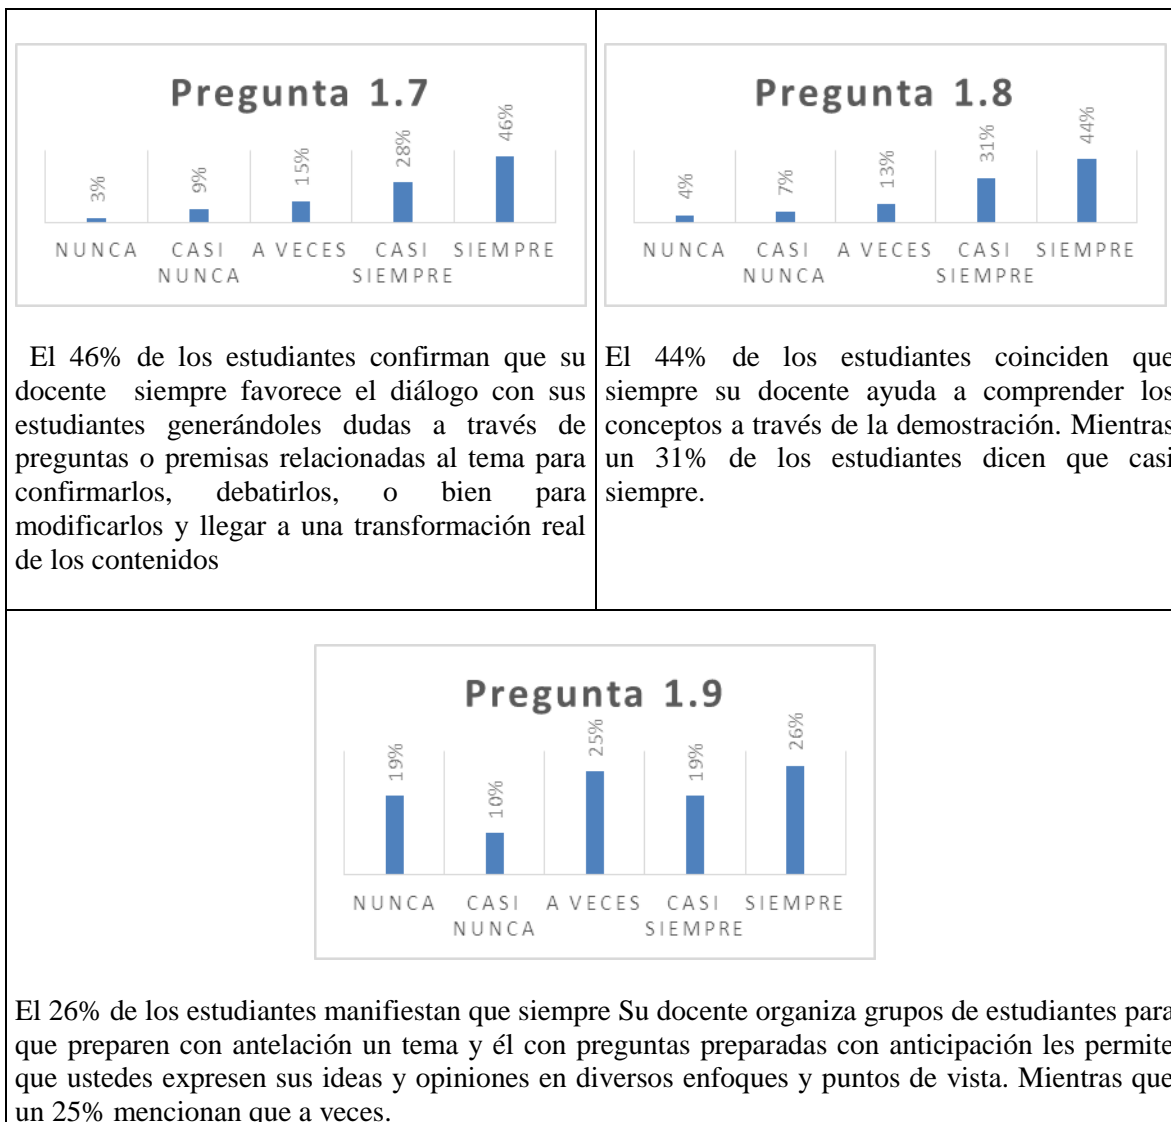 Pregunta 1.7
3%
9%
15%
28%
46%
NUNCA
CASI NUNCA
A VECES
CASI SIEMPRE
SIEMPRE
El 46% de los estudiantes confirman que su
docente siempre favorece el diálogo con sus
estudiantes generándoles dudas a través de
preguntas o premisas relacionadas al tema para
confirmarlos, debatirlos, o bien para
modificarlos y llegar a una transformación real
de los contenidos
Pregunta 1.8
4%
7%
13%
31%
44%
NUNCA
CASI NUNCA
A VECES
CASI SIEMPRE
SIEMPRE
El 44% de los estudiantes coinciden que
siempre su docente ayuda a comprender los
conceptos a través de la demostración. Mientras
un 31% de los estudiantes dicen que casi
siempre.
Pregunta 1.9
19%
10%
25%
19%
26%
NUNCA
CASI NUNCA
A VECES
CASI SIEMPRE
SIEMPRE
El 26% de los estudiantes manifiestan que siempre Su docente organiza grupos de estudiantes para
que preparen con antelación un tema y él con preguntas preparadas con anticipación les permite
que ustedes expresen sus ideas y opiniones en diversos enfoques y puntos de vista. Mientras que
un 25% mencionan que a veces.